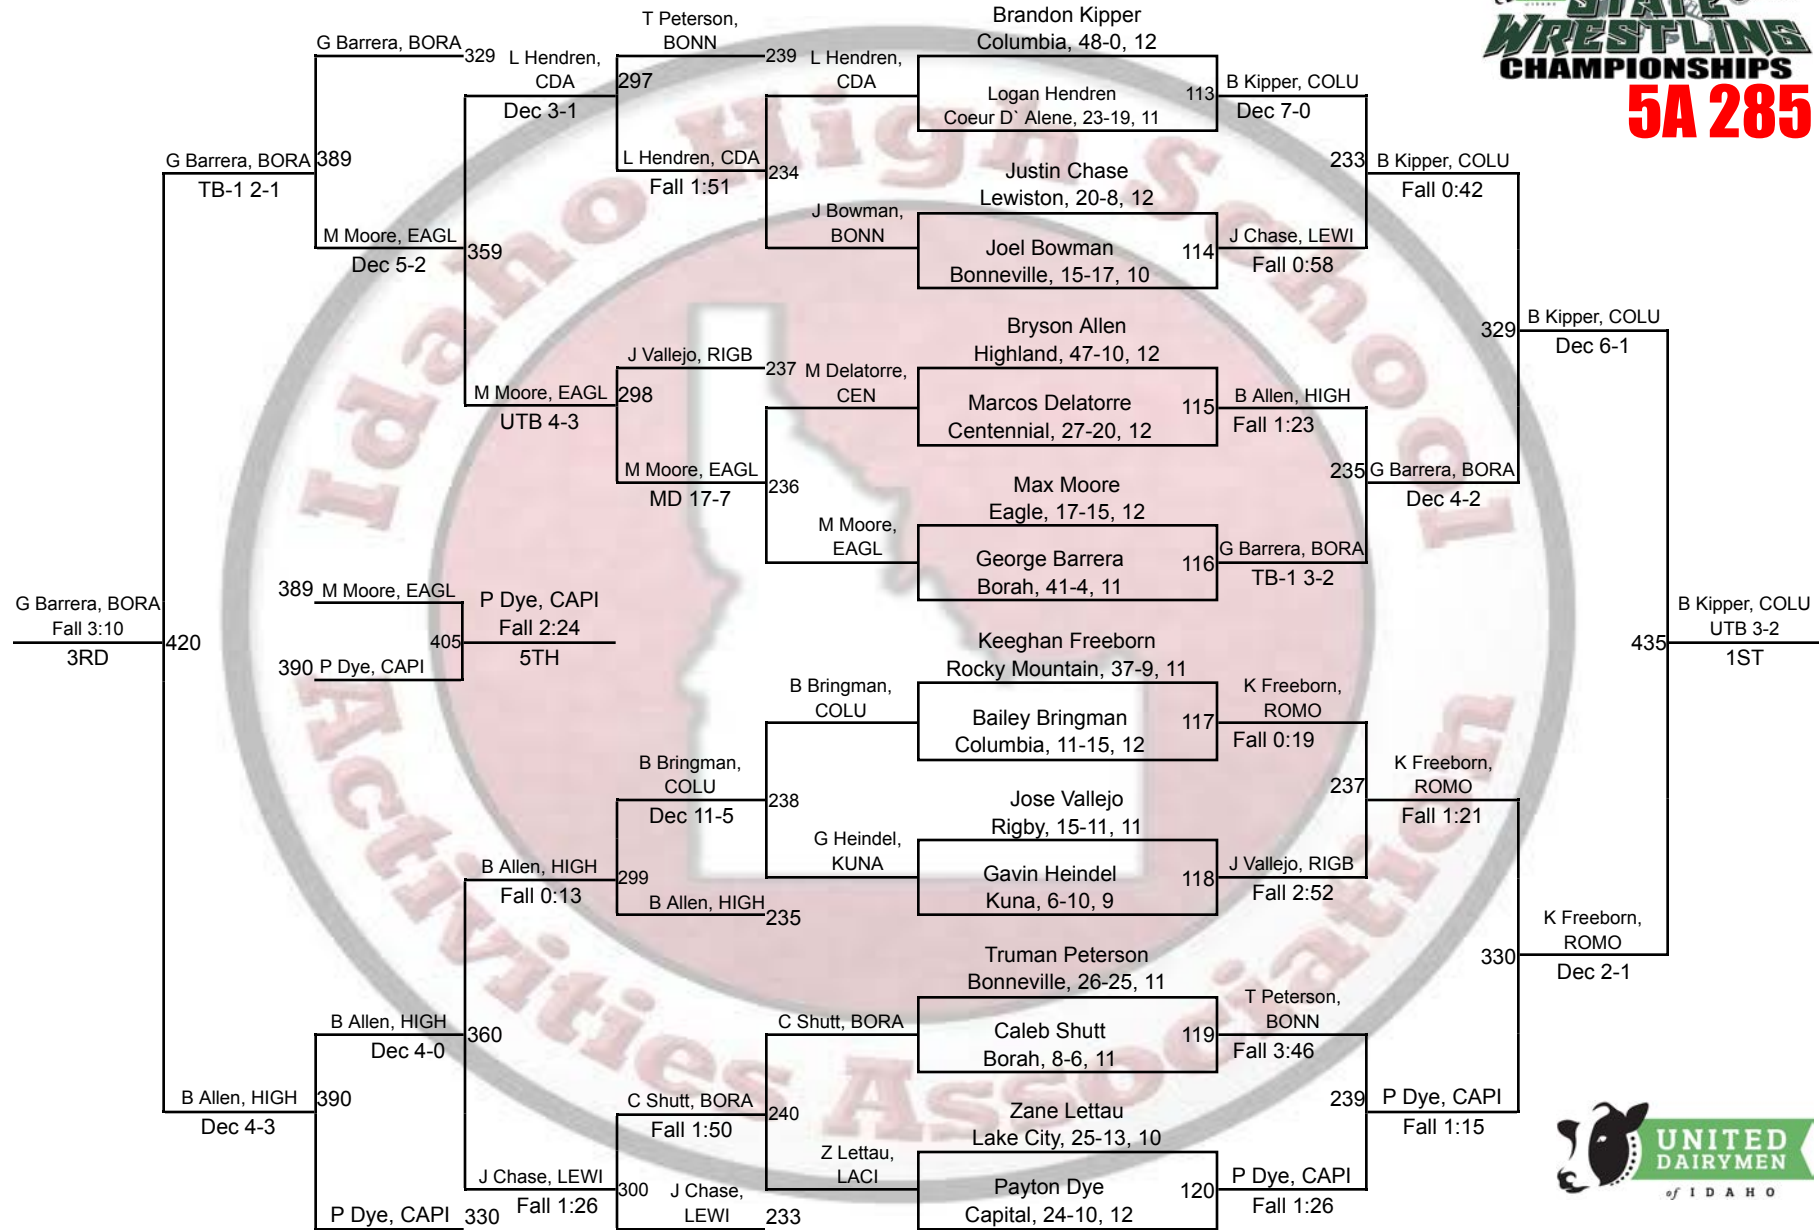 STATE
WRESTLING
CHAMPIONSHIPS
5A 285
Idaho High School
Activities Association
G Barrera, BORA
Fall 3:10
3RD
420
G Barrera, BORA
TB-1 2-1
389
B Allen, HIGH
Dec 4-3
390
G Barrera, BORA
329
M Moore, EAGL
Dec 5-2
359
389 M Moore, EAGL
390 P Dye, CAPI
405
P Dye, CAPI
Fall 2:24
5TH
B Allen, HIGH
Dec 4-0
360
P Dye, CAPI
330
L Hendren,
CDA
Dec 3-1
297
M Moore, EAGL
UTB 4-3
298
B Allen, HIGH
Fall 0:13
299
J Chase, LEWI
Fall 1:26
300
T Peterson,
BONN
239
L Hendren, CDA
Fall 1:51
234
J Vallejo, RIGB
237
M Moore, EAGL
MD 17-7
236
B Bringman,
COLU
Dec 11-5
238
B Allen, HIGH
235
C Shutt, BORA
Fall 1:50
240
J Chase,
LEWI
233
L Hendren,
CDA
J Bowman,
BONN
M Delatorre,
CEN
M Moore,
EAGL
B Bringman,
COLU
G Heindel,
KUNA
C Shutt, BORA
Z Lettau,
LACI
Brandon Kipper
Columbia, 48-0, 12
Logan Hendren
Coeur D` Alene, 23-19, 11
113
Justin Chase
Lewiston, 20-8, 12
Joel Bowman
Bonneville, 15-17, 10
114
Bryson Allen
Highland, 47-10, 12
Marcos Delatorre
Centennial, 27-20, 12
115
Max Moore
Eagle, 17-15, 12
George Barrera
Borah, 41-4, 11
116
Keeghan Freeborn
Rocky Mountain, 37-9, 11
Bailey Bringman
Columbia, 11-15, 12
117
Jose Vallejo
Rigby, 15-11, 11
Gavin Heindel
Kuna, 6-10, 9
118
Truman Peterson
Bonneville, 26-25, 11
Caleb Shutt
Borah, 8-6, 11
119
Zane Lettau
Lake City, 25-13, 10
Payton Dye
Capital, 24-10, 12
120
B Kipper, COLU
Dec 7-0
J Chase, LEWI
Fall 0:58
B Allen, HIGH
Fall 1:23
G Barrera, BORA
TB-1 3-2
K Freeborn,
ROMO
Fall 0:19
J Vallejo, RIGB
Fall 2:52
T Peterson,
BONN
Fall 3:46
P Dye, CAPI
Fall 1:26
233
B Kipper, COLU
Fall 0:42
235
G Barrera, BORA
Dec 4-2
237
K Freeborn,
ROMO
Fall 1:21
239
P Dye, CAPI
Fall 1:15
329
B Kipper, COLU
Dec 6-1
330
K Freeborn,
ROMO
Dec 2-1
435
B Kipper, COLU
UTB 3-2
1ST
UNITED
DAIRYMEN
of IDAHO